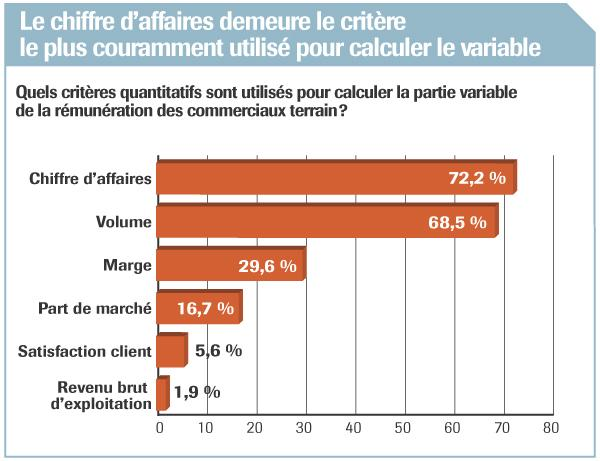 Le chiffre d'affaires demeure le critère
le plus couramment utilisé pour calculer le variable
Quels critères quantitatifs sont utilisés pour calculer la partie variable
de la rémunération des commerciaux terrain ?
Chiffre d'affaires 72,2 %
Volume 68,5 %
Marge 29,6 %
Part de marché 16,7 %
Satisfaction client 5,6 %
Revenu brut
d'exploitation 1,9 %
0 10 20 30 40 50 60 70 80